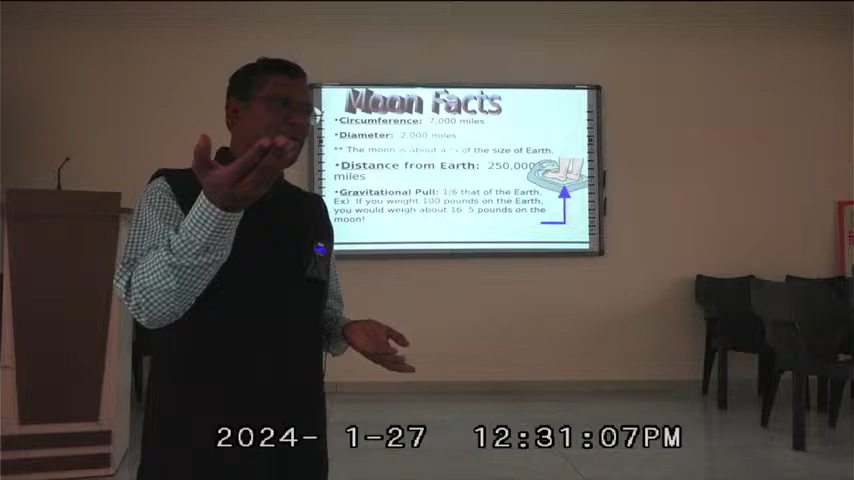 Moon Facts
•Circumference: 7,000 miles
•Diameter: 2,000 miles
** The moon is about a ¼ of the size of Earth.
•Distance from Earth: 250,000
miles
•Gravitational Pull: 1/6 that of the Earth.
Ex) If you weight 100 pounds on the Earth,
you would weigh about 16.5 pounds on the
moon!
2024- 1-27 12:31:07PM